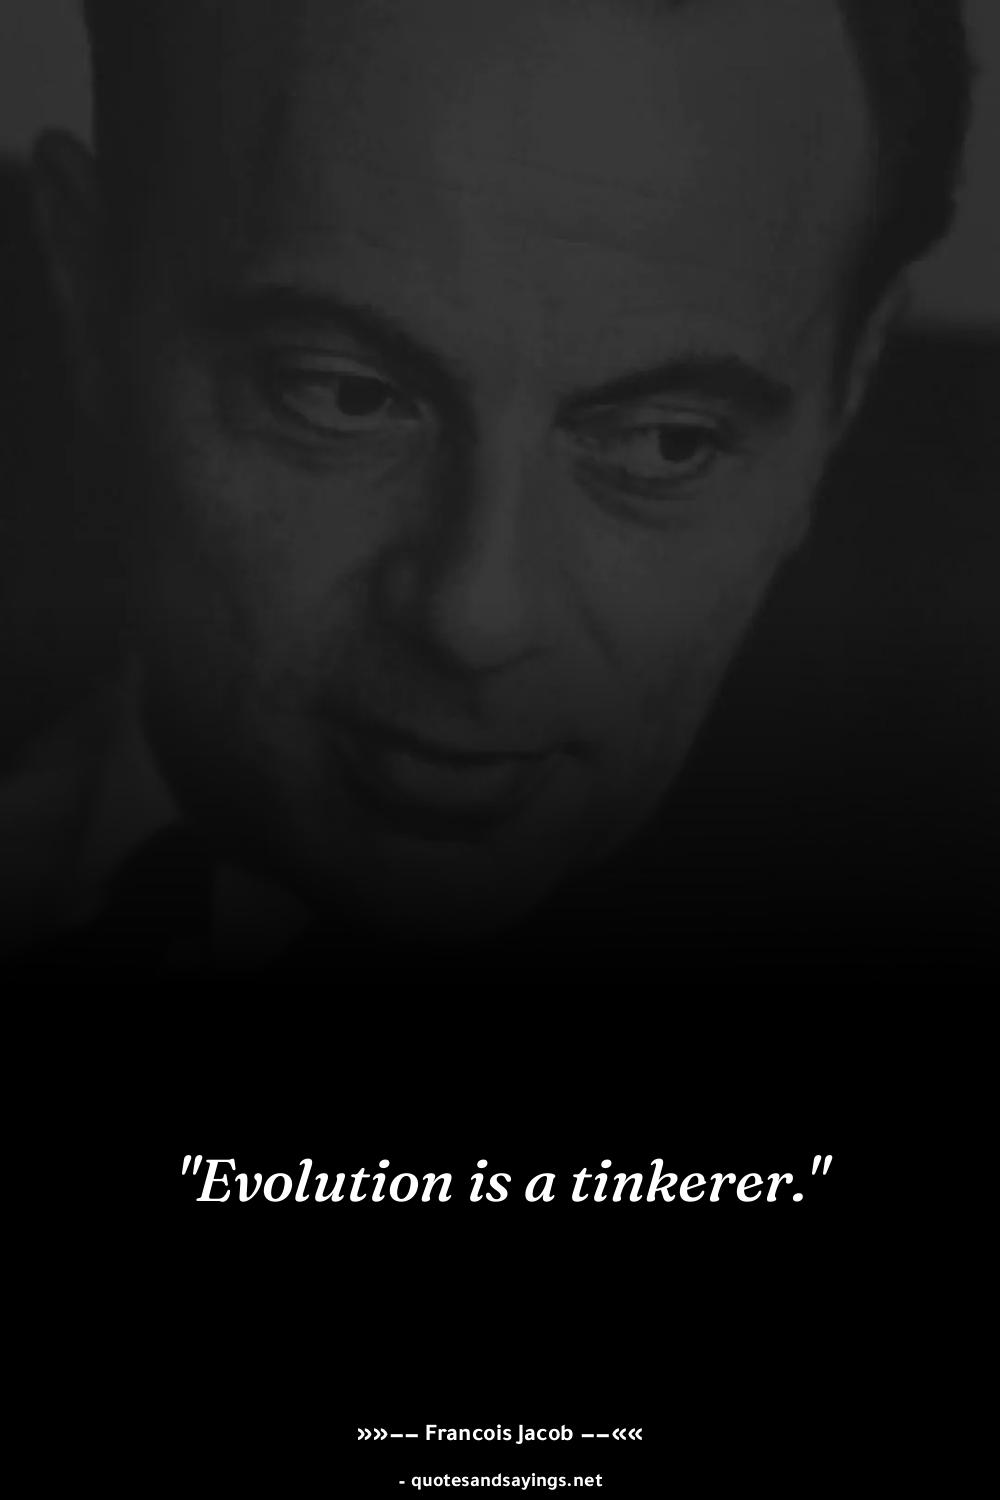 "Evolution is a tinkerer."
»»−− Francois Jacob −−««
- quotesandsayings.net